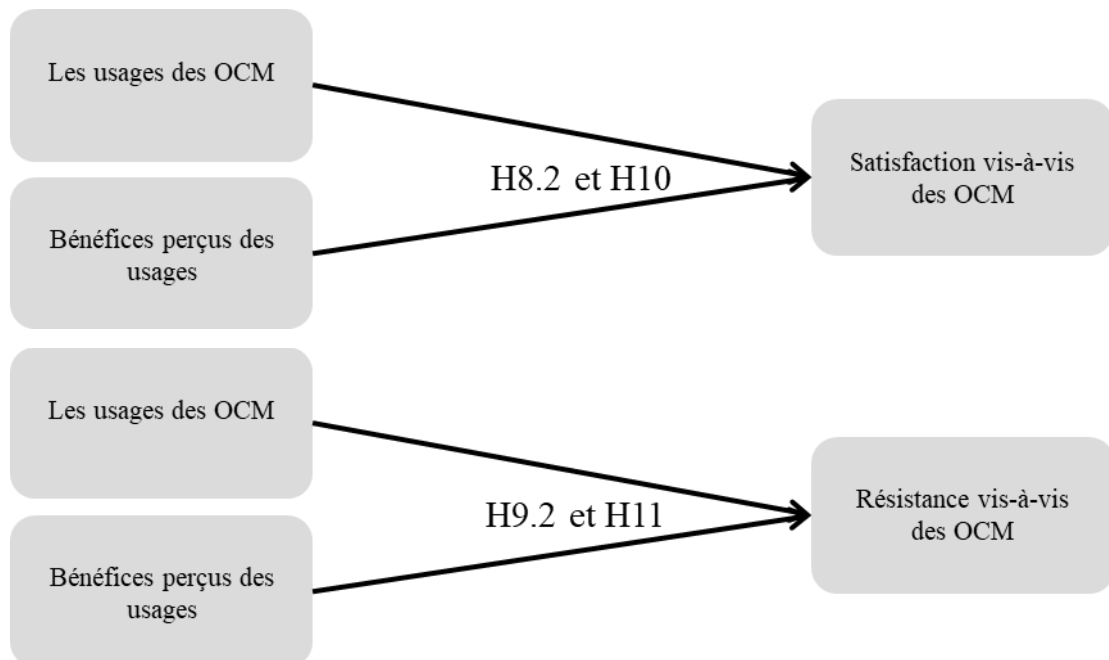 Les usages des OCM
Bénéfices perçus des
usages
H8.2 et H10
Satisfaction vis-à-vis
des OCM
Les usages des OCM
Bénéfices perçus des
usages
H9.2 et H11
Résistance vis-à-vis
des OCM